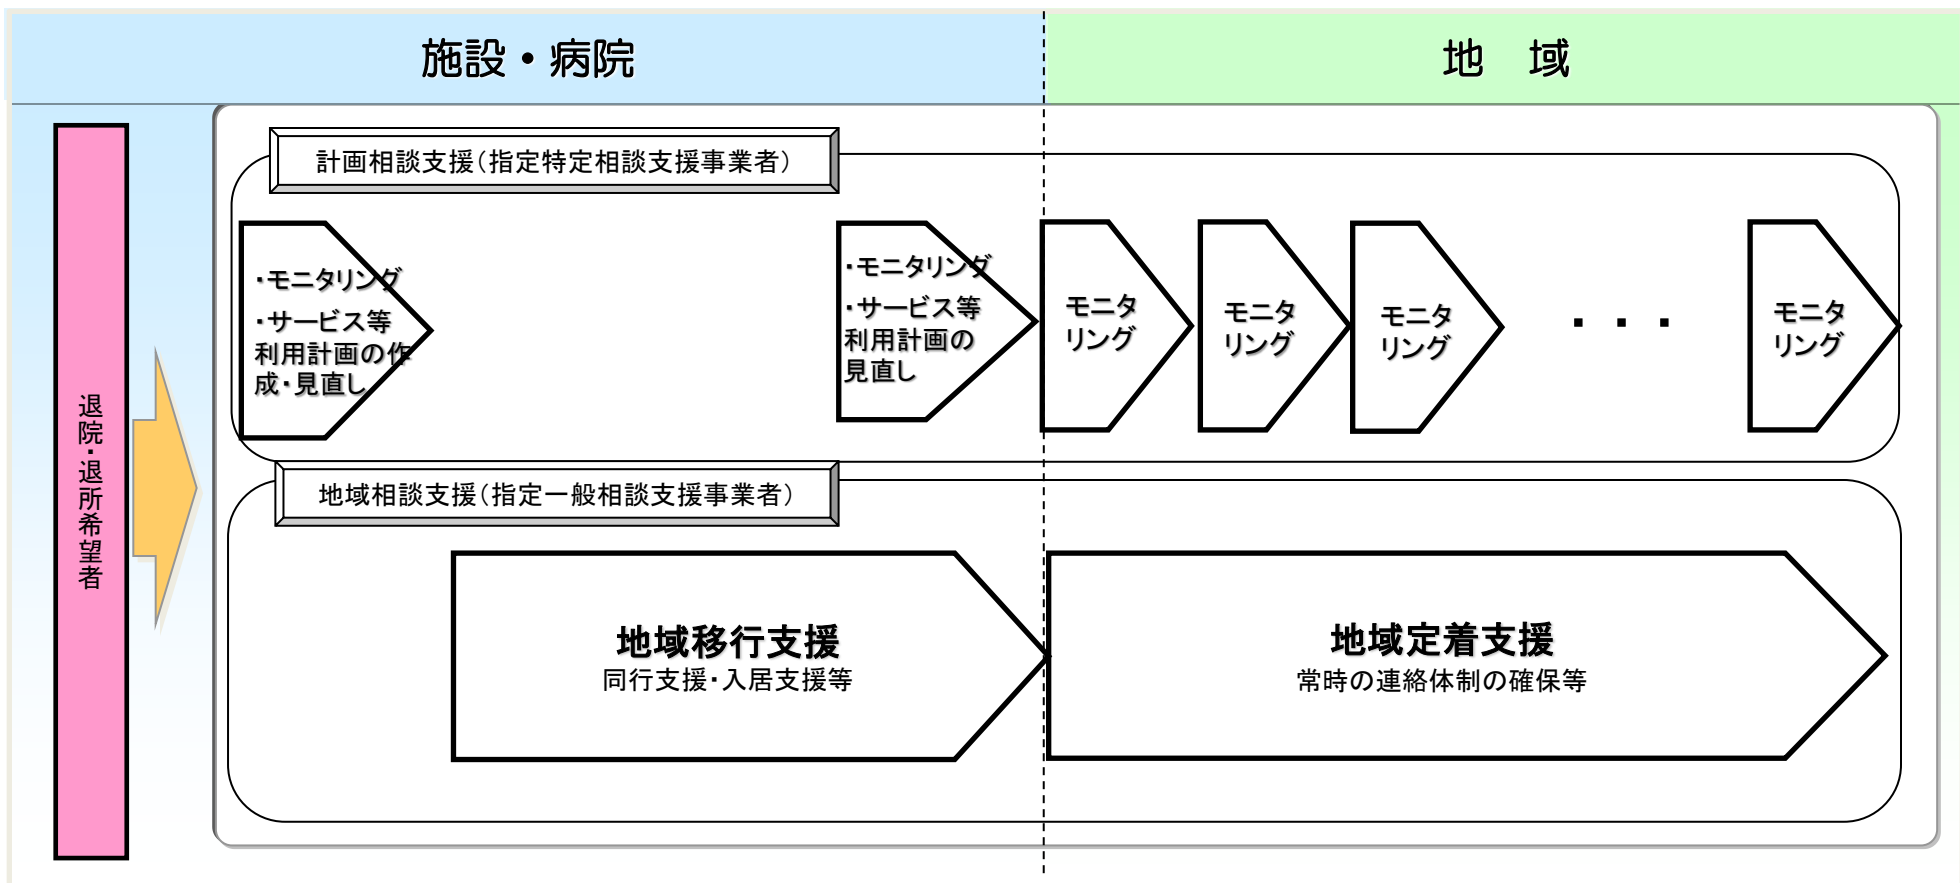 施設・病院
地　域
退院・退所希望者
計画相談支援（指定特定相談支援事業者）
・モニタリング
・サービス等
利用計画の作
成・見直し
・モニタリング
・サービス等
利用計画の
見直し
モニタ
リング
モニタ
リング
モニタ
リング
・・・
モニタ
リング
地域相談支援（指定一般相談支援事業者）
地域移行支援
同行支援・入居支援等
地域定着支援
常時の連絡体制の確保等